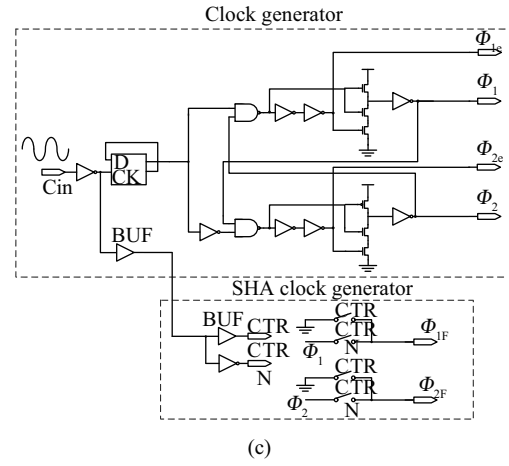 Clock generator
Φ1e
Φ1
Φ2e
Φ2
D
CK
Cin
BUF
SHA clock generator
BUF
CTR
CTR
N
CTR
CTR
Φ1
N
Φ1F
CTR
CTR
Φ2
N
Φ2F
(c)